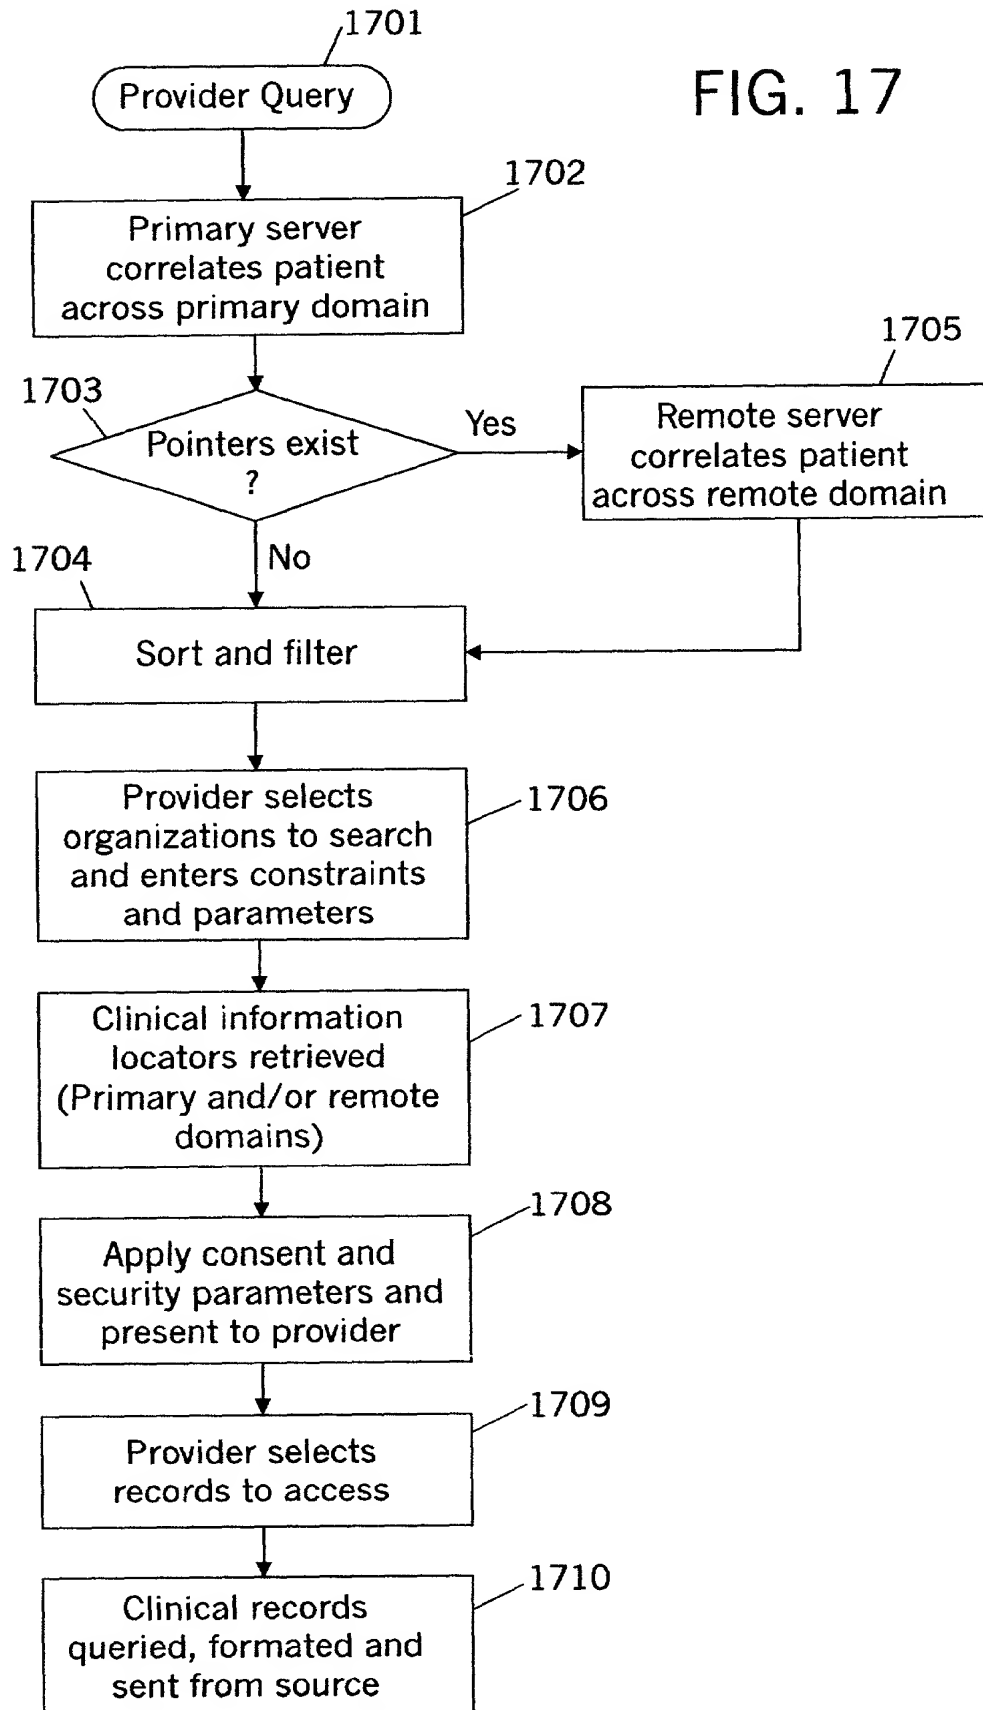 1701
Provider Query
FIG. 17
1702
Primary server
correlates patient
across primary domain
1703
Pointers exist
?
Yes
1705
Remote server
correlates patient
across remote domain
No
1704
Sort and filter
1706
Provider selects
organizations to search
and enters constraints
and parameters
1707
Clinical information
locators retrieved
(Primary and/or remote
domains)
1708
Apply consent and
security parameters and
present to provider
1709
Provider selects
records to access
1710
Clinical records
queried, formated and
sent from source